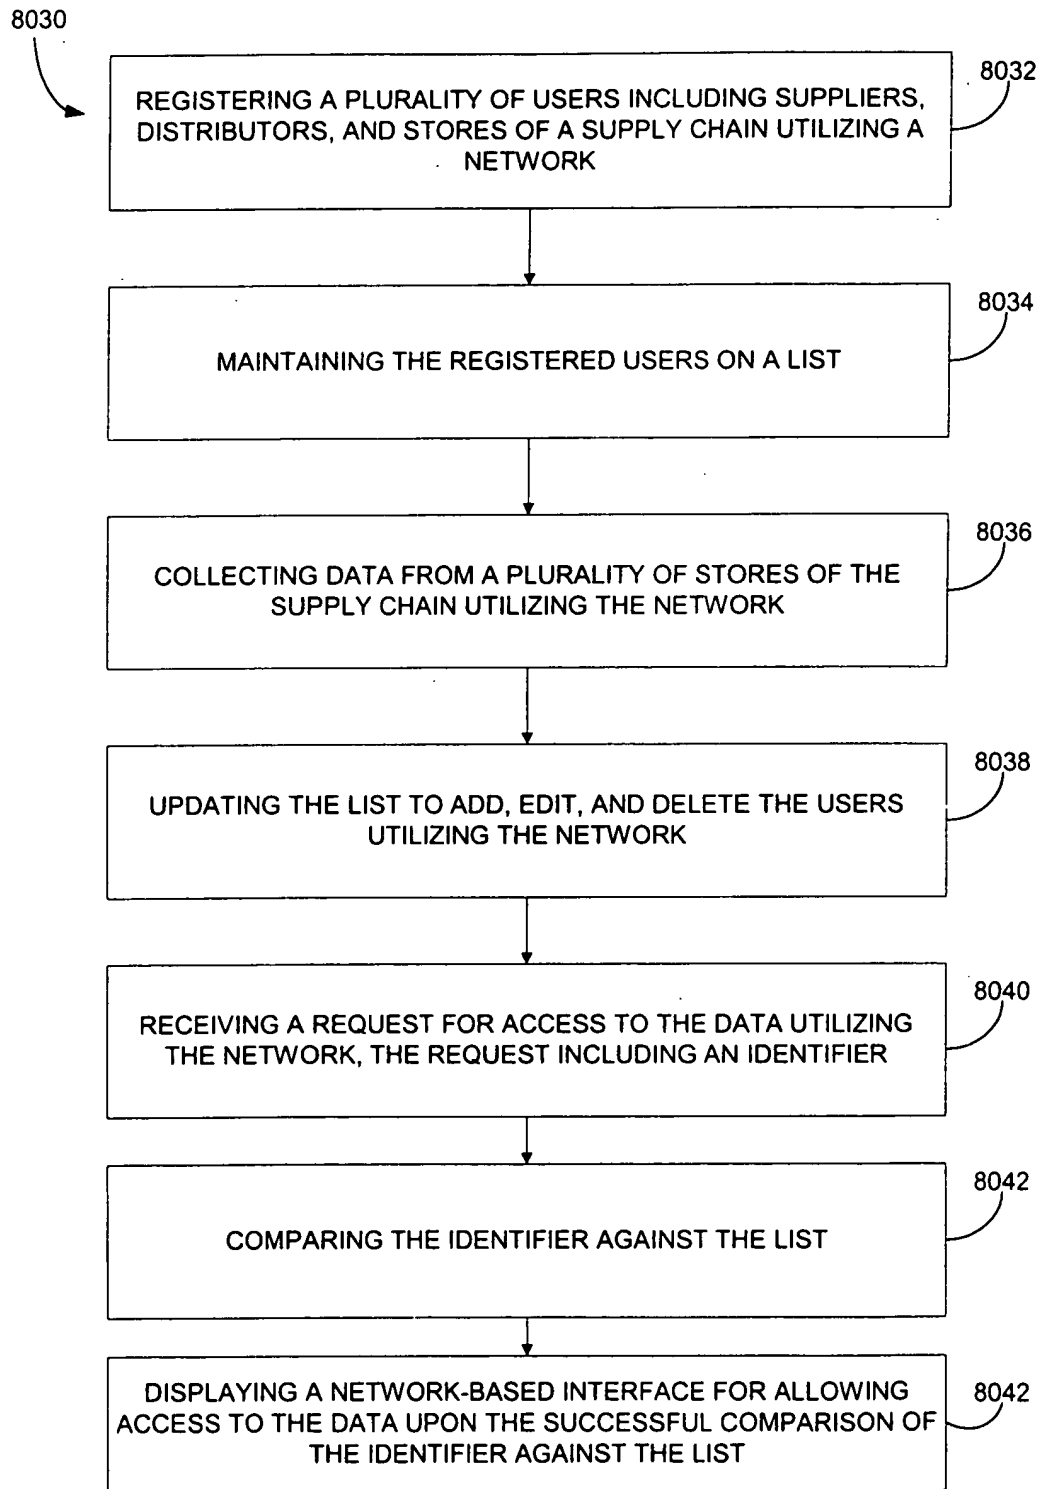 8030
8032
REGISTERING A PLURALITY OF USERS INCLUDING SUPPLIERS,
DISTRIBUTORS, AND STORES OF A SUPPLY CHAIN UTILIZING A
NETWORK
8034
MAINTAINING THE REGISTERED USERS ON A LIST
8036
COLLECTING DATA FROM A PLURALITY OF STORES OF THE
SUPPLY CHAIN UTILIZING THE NETWORK
8038
UPDATING THE LIST TO ADD, EDIT, AND DELETE THE USERS
UTILIZING THE NETWORK
8040
RECEIVING A REQUEST FOR ACCESS TO THE DATA UTILIZING
THE NETWORK, THE REQUEST INCLUDING AN IDENTIFIER
8042
COMPARING THE IDENTIFIER AGAINST THE LIST
8042
DISPLAYING A NETWORK-BASED INTERFACE FOR ALLOWING
ACCESS TO THE DATA UPON THE SUCCESSFUL COMPARISON OF
THE IDENTIFIER AGAINST THE LIST